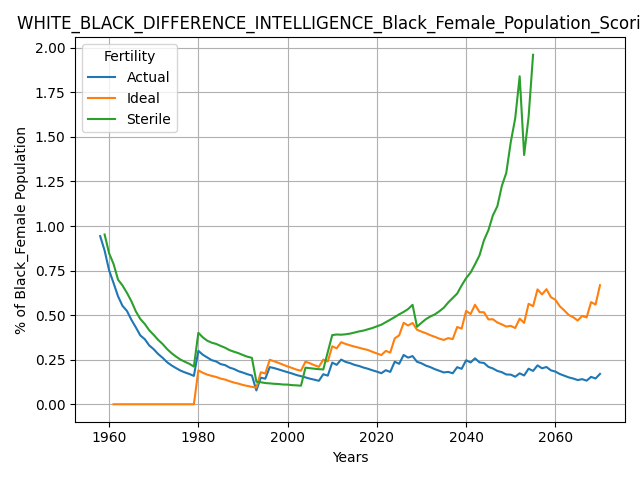 WHITE_BLACK_DIFFERENCE_INTELLIGENCE_Black_Female_Population_Scori
Fertility
Actual
Ideal
Sterile
% of Black_Female Population
2.00
1.75
1.50
1.25
1.00
0.75
0.50
0.25
0.00
1960 1980 2000 2020 2040 2060
Years